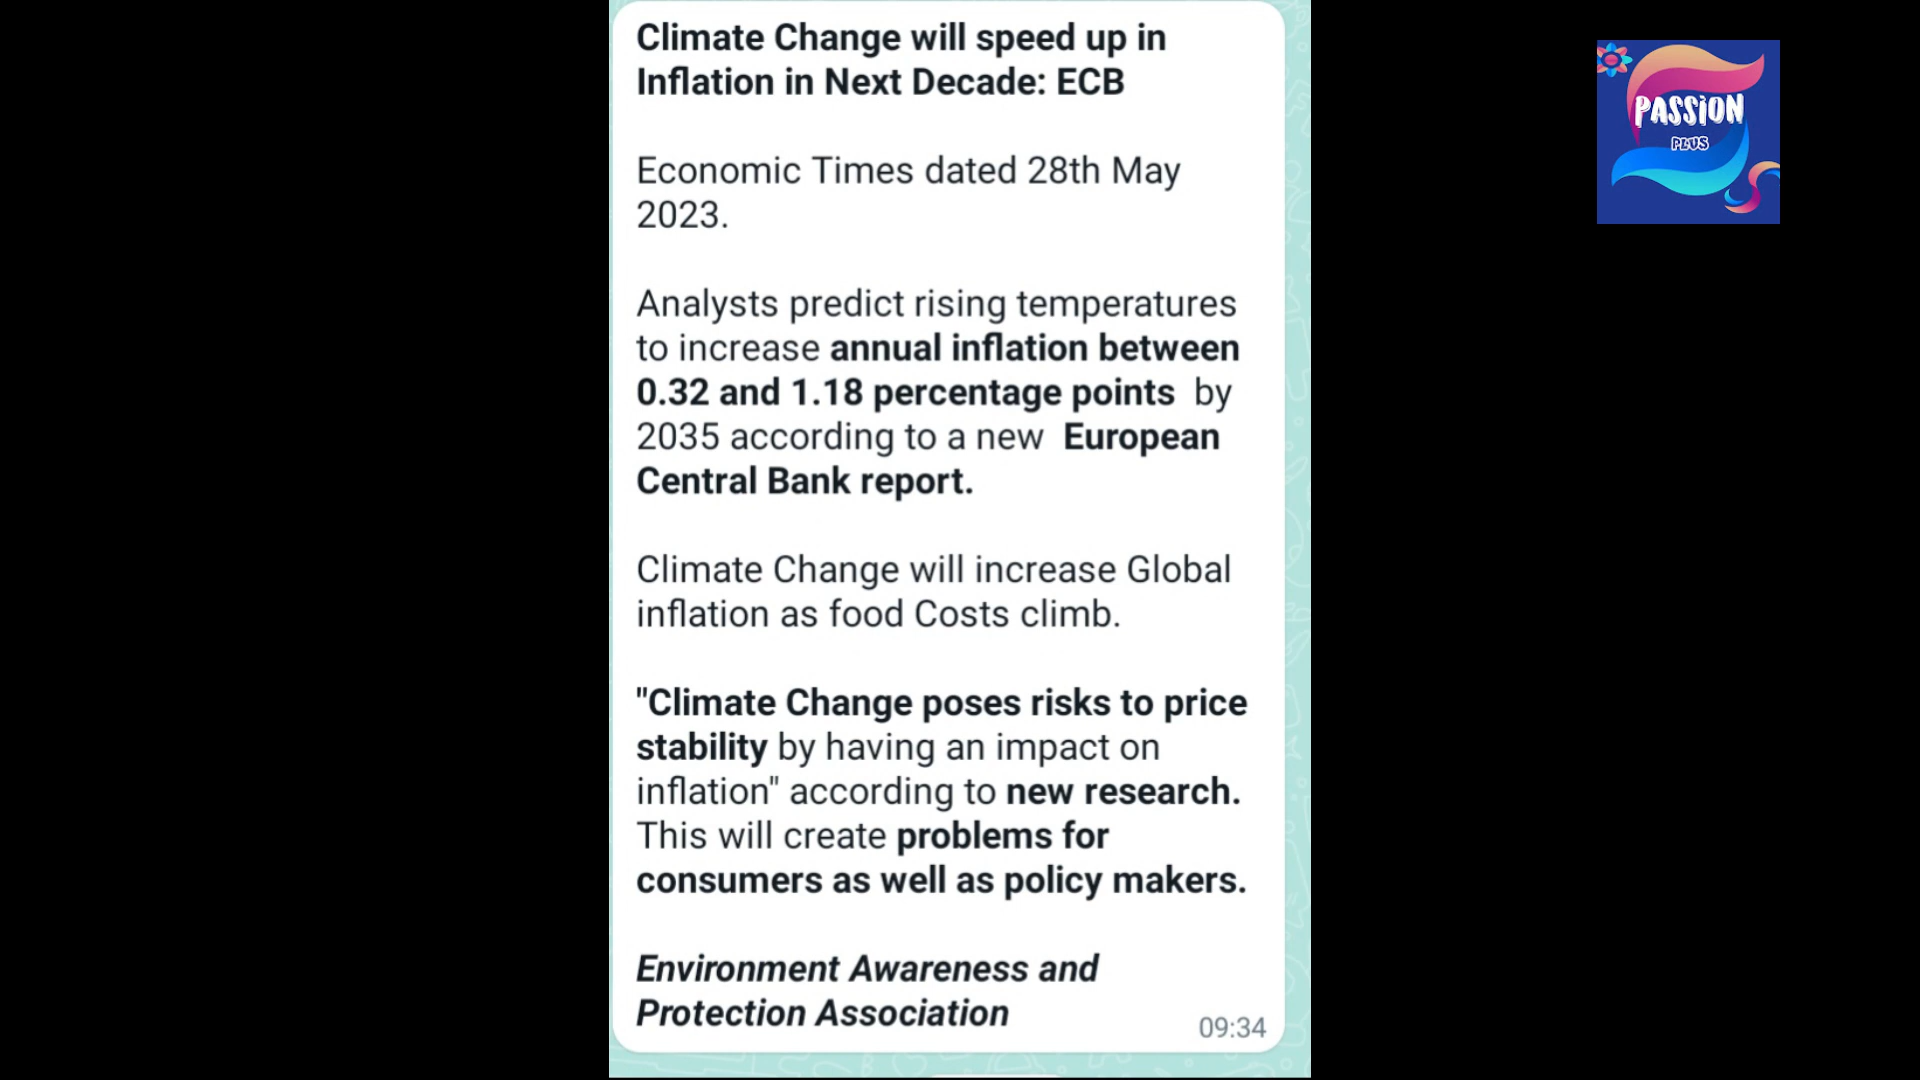 Climate Change will speed up in
Inflation in Next Decade: ECB
Economic Times dated 28th May
2023.
Analysts predict rising temperatures
to increase annual inflation between
0.32 and 1.18 percentage points by
2035 according to a new European
Central Bank report.
Climate Change will increase Global
inflation as food Costs climb.
"Climate Change poses risks to price
stability by having an impact on
inflation" according to new research.
This will create problems for
consumers as well as policy makers.
Environment Awareness and
Protection Association
09:34
PASSiON
PLUS